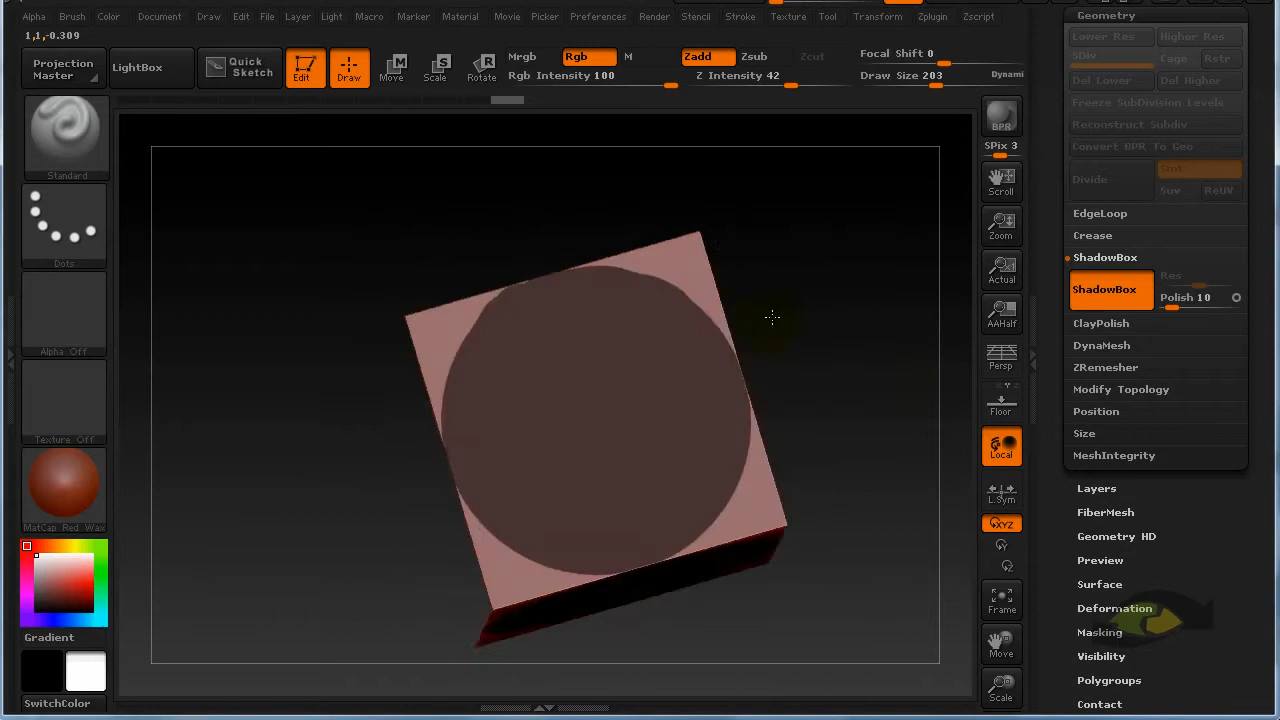 Alpha Brush Color Document Draw Edit File Layer Light Macro Marker Material Movie Picker Preferences Render Stencil Stroke Texture Tool Transform Zplugin Zscript
1,1,-0.309
Projection Master
LightBox
Quick Sketch
Edit
Draw
Move
Scale
Rotate
Mrgb Rgb M
Rgb Intensity 100
Zadd Zsub Zcut
Z Intensity 42
Focal Shift 0
Draw Size 203
Dynami
Standard
Dots
Alpha Off
Texture Off
MatCap Red Wax
Gradient
SwitchColor
BPR
SPix 3
Scroll
Zoom
Actual
AAHalf
Persp
Floor
Local
L.Sym
XYZ
Frame
Move
Scale
Geometry
Lower Res Higher Res
SDiv Cage Rstr
Del Lower Del Higher
Freeze SubDivision Levels
Reconstruct Subdiv
Convert BPR To Geo
Divide
Smt
Suv ReUV
EdgeLoop
Crease
ShadowBox
ShadowBox
Res
Polish 10
ClayPolish
DynaMesh
ZRemesher
Modify Topology
Position
Size
MeshIntegrity
Layers
FiberMesh
Geometry HD
Preview
Surface
Deformation
Masking
Visibility
Polygroups
Contact